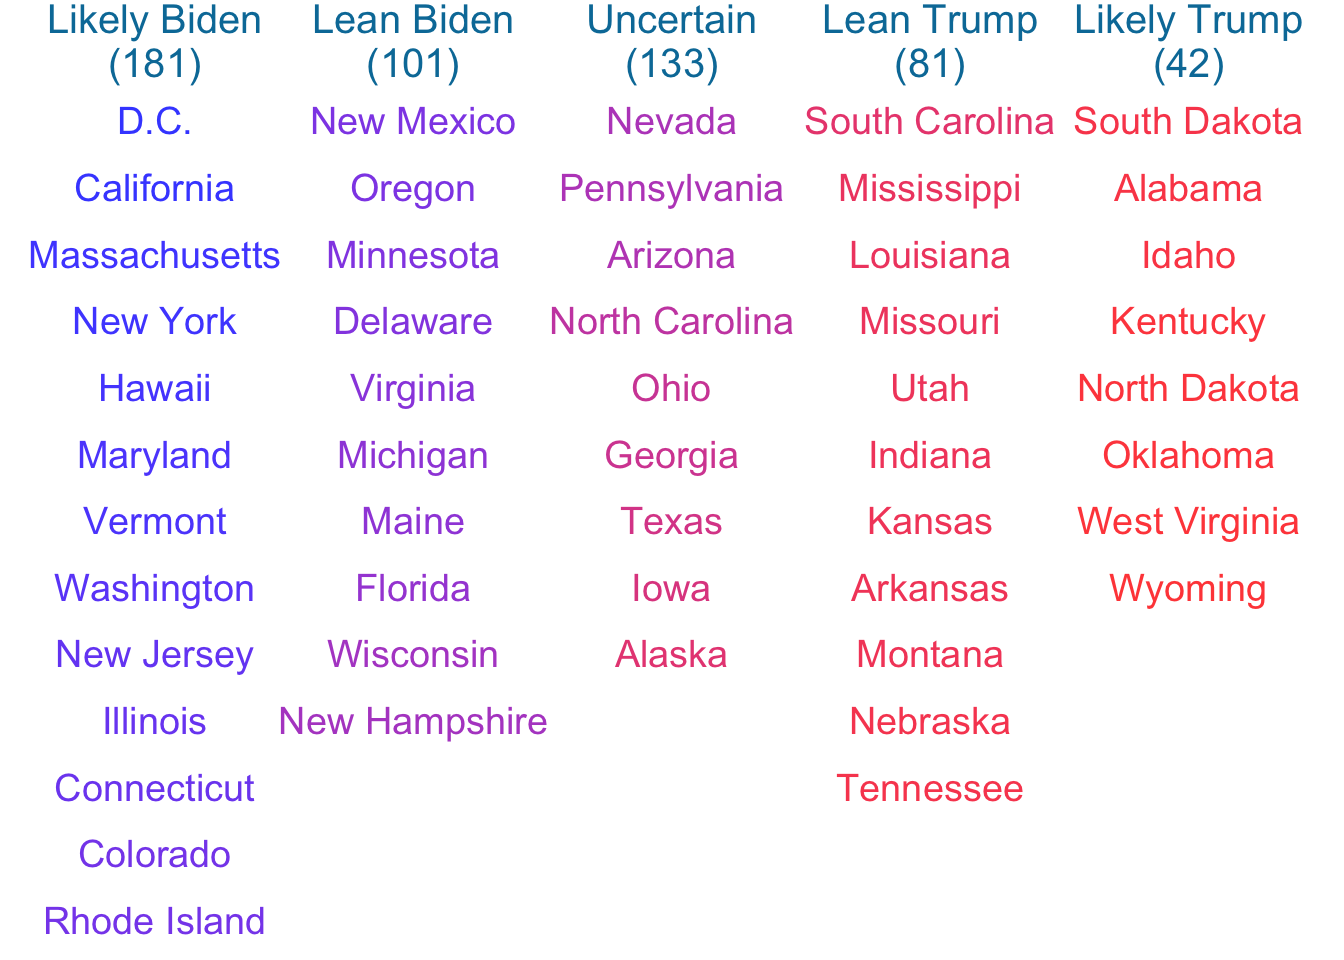 Likely Biden Lean Biden Uncertain Lean Trump Likely Trump
(181) (101) (133) (81) (42)
D.C. New Mexico Nevada South Carolina South Dakota
California Oregon Pennsylvania Mississippi Alabama
Massachusetts Minnesota Arizona Louisiana Idaho
New York Delaware North Carolina Missouri Kentucky
Hawaii Virginia Ohio Utah North Dakota
Maryland Michigan Georgia Indiana Oklahoma
Vermont Maine Texas Kansas West Virginia
Washington Florida Iowa Arkansas Wyoming
New Jersey Wisconsin Alaska Montana
Illinois New Hampshire Nebraska
Connecticut Tennessee
Colorado
Rhode Island